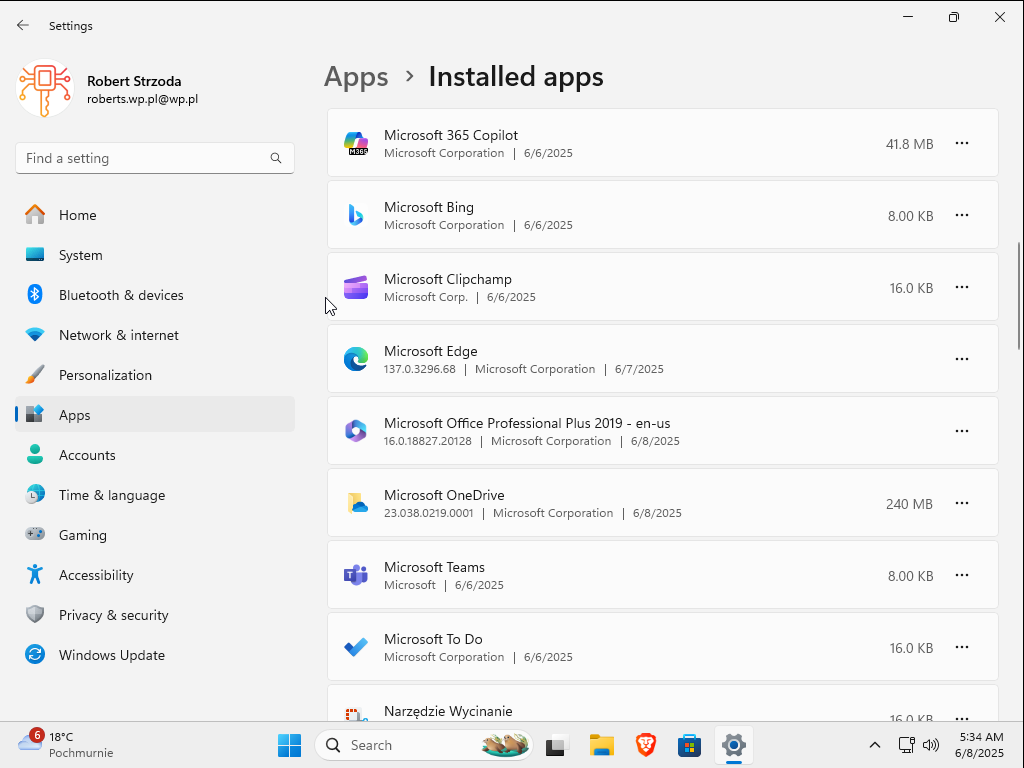 Settings
Robert Strzoda
roberts.wp.pl@wp.pl
Find a setting
Home
System
Bluetooth & devices
Network & internet
Personalization
Apps
Accounts
Time & language
Gaming
Accessibility
Privacy & security
Windows Update
Apps > Installed apps
Microsoft 365 Copilot
Microsoft Corporation | 6/6/2025
41.8 MB
M365
Microsoft Bing
Microsoft Corporation | 6/6/2025
8.00 KB
Microsoft Clipchamp
Microsoft Corp. | 6/6/2025
16.0 KB
Microsoft Edge
137.0.3296.68 | Microsoft Corporation | 6/7/2025
Microsoft Office Professional Plus 2019 - en-us
16.0.18827.20128 | Microsoft Corporation | 6/8/2025
Microsoft OneDrive
23.038.0219.0001 | Microsoft Corporation | 6/8/2025
240 MB
Microsoft Teams
Microsoft | 6/6/2025
8.00 KB
Microsoft To Do
Microsoft Corporation | 6/6/2025
16.0 KB
Narzędzie Wycinanie
16.0 KB
6
18°C
Pochmurnie
Search
5:34 AM
6/8/2025